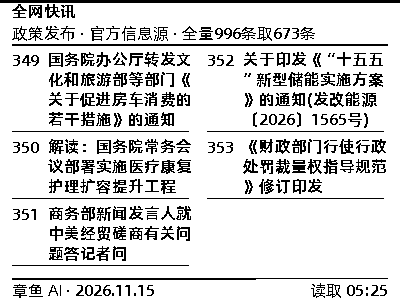 全网快讯
政策发布 · 官方信息源 · 全量996条取673条
349 国务院办公厅转发文
化和旅游部等部门《
关于促进房车消费的
若干措施》的通知
350 解读：国务院常务会
议部署实施医疗康复
护理扩容提升工程
351 商务部新闻发言人就
中美经贸磋商有关问
题答记者问
352 关于印发《“十五五
”新型储能实施方案
》的通知(发改能源
〔2026〕1565号)
353 《财政部门行使行政
处罚裁量权指导规范
》修订印发
章鱼 AI · 2026.11.15
读取 05:25